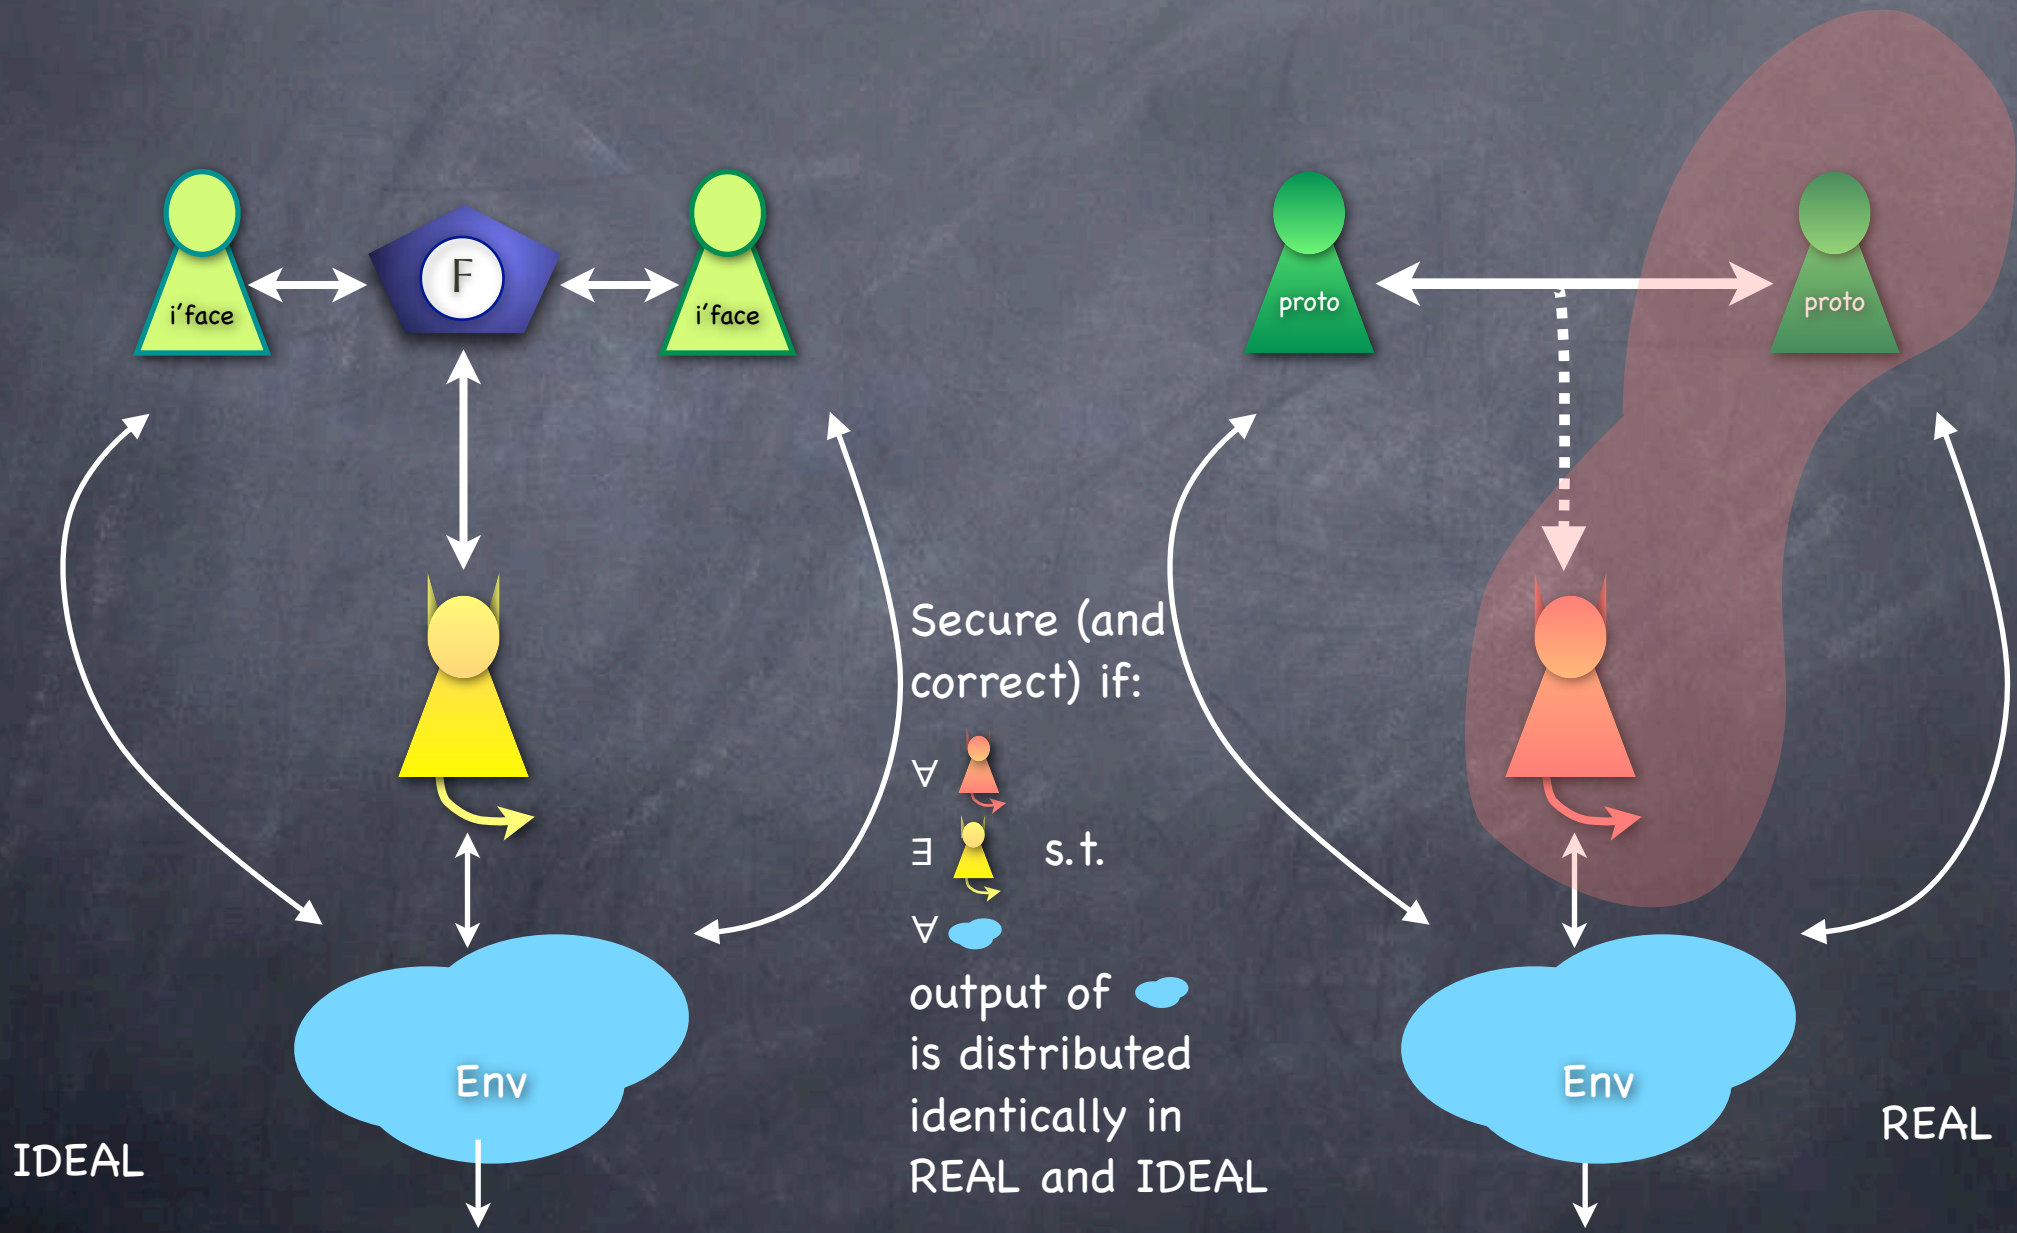 F
i'face
i'face
proto
proto
Secure (and
correct) if:
∀
∃ s.t.
∀
output of
is distributed
identically in
REAL and IDEAL
Env
Env
IDEAL
REAL